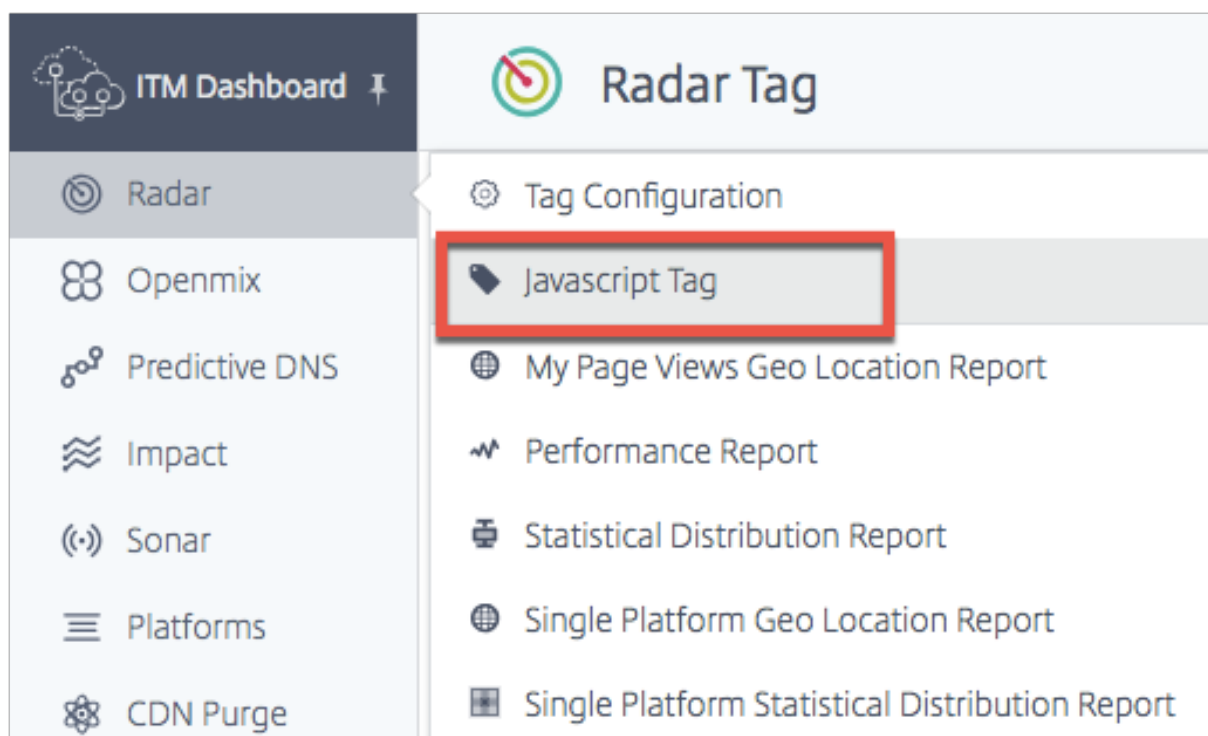 ITM Dashboard
Radar Tag
Radar
Openmix
Predictive DNS
Impact
Sonar
Platforms
CDN Purge
Tag Configuration
Javascript Tag
My Page Views Geo Location Report
Performance Report
Statistical Distribution Report
Single Platform Geo Location Report
Single Platform Statistical Distribution Report